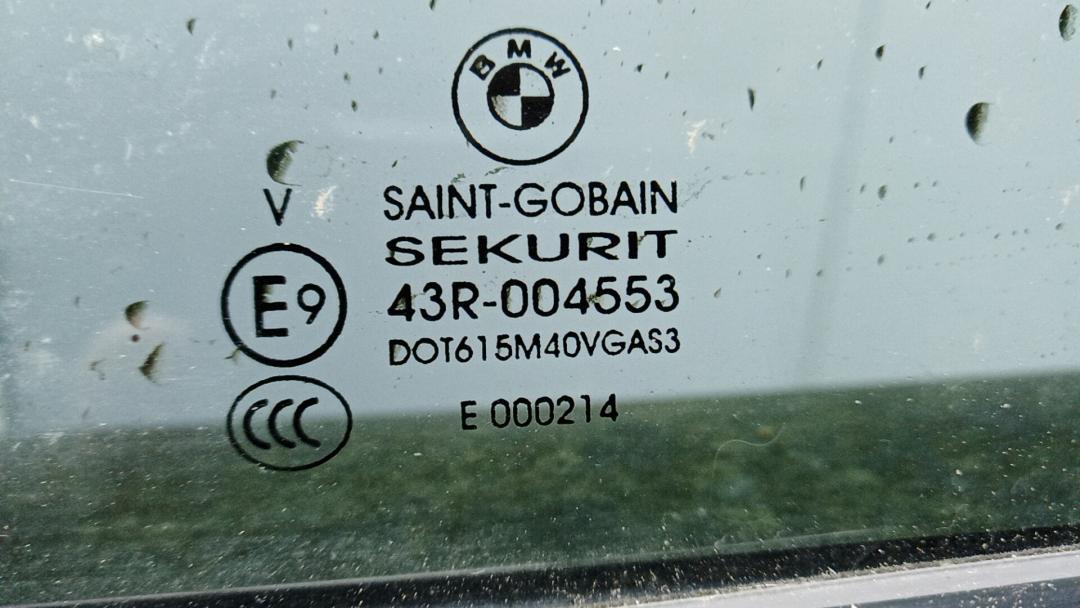 BMW
V
SAINT-GOBAIN
SEKURIT
E9
43R-004553
DOT615M40VGAS3
CCC
E 000214